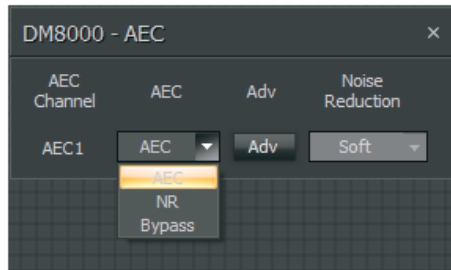 DM8000 - AEC ×
AEC Channel AEC Adv Noise Reduction
AEC1 AEC Adv Soft
AEC
NR
Bypass